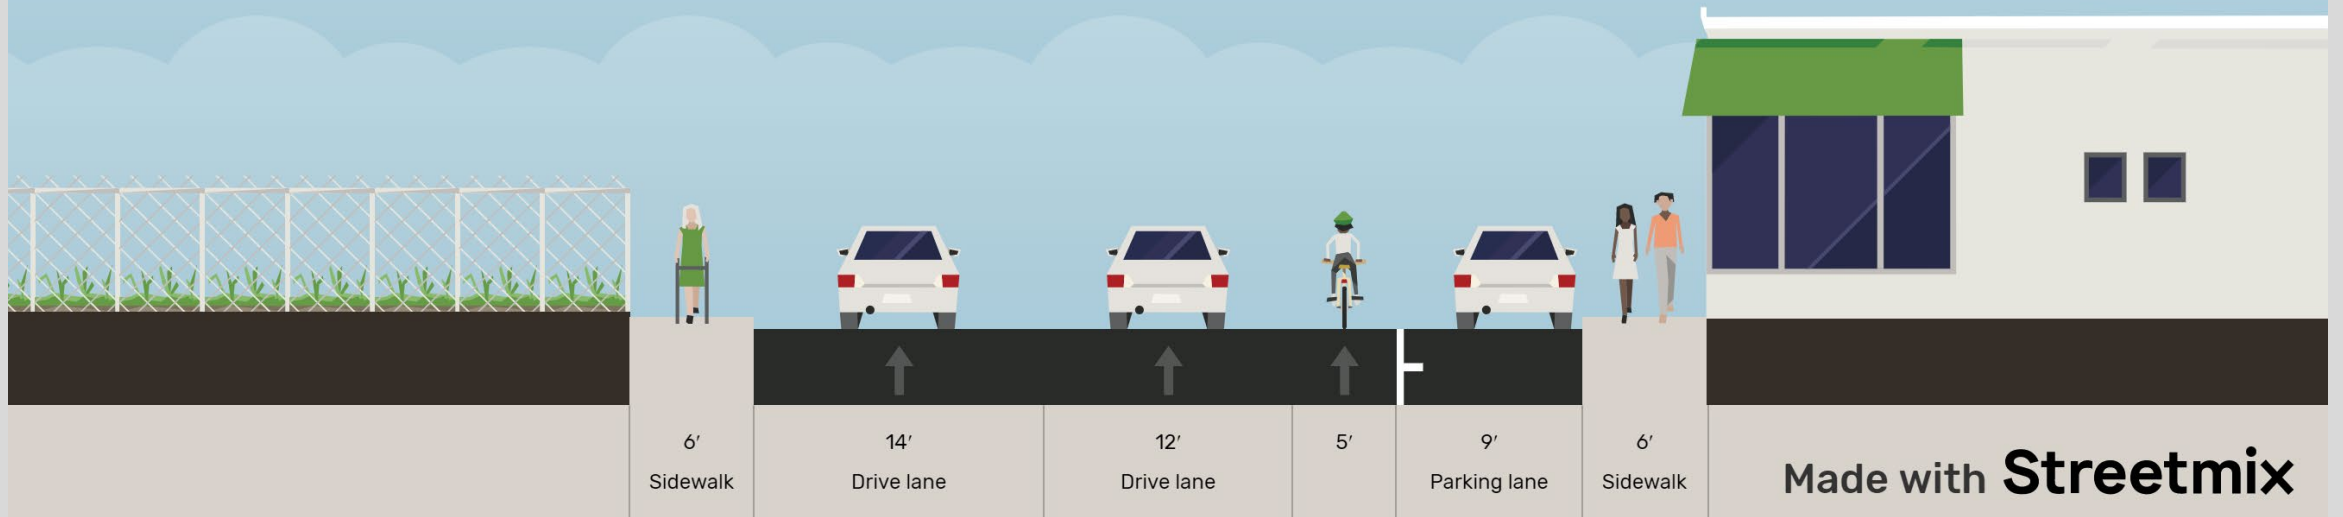 6′
Sidewalk
14′
Drive lane
12′
Drive lane
5′
9′
Parking lane
6′
Sidewalk
Made with Streetmix